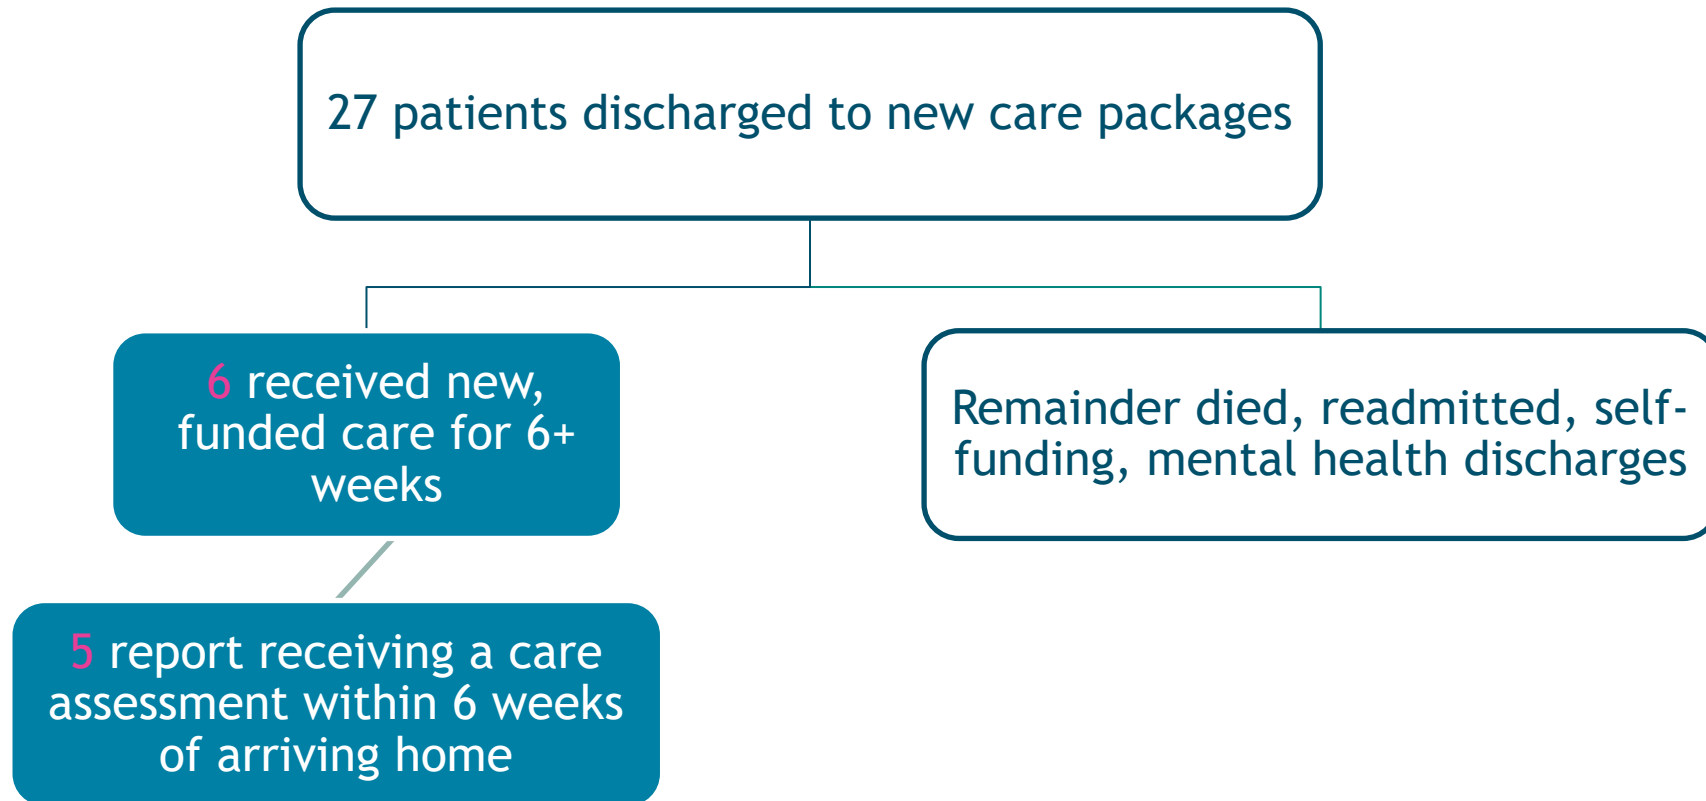 27 patients discharged to new care packages
6 received new,
funded care for 6+
weeks
Remainder died, readmitted, self-
funding, mental health discharges
5 report receiving a care
assessment within 6 weeks
of arriving home